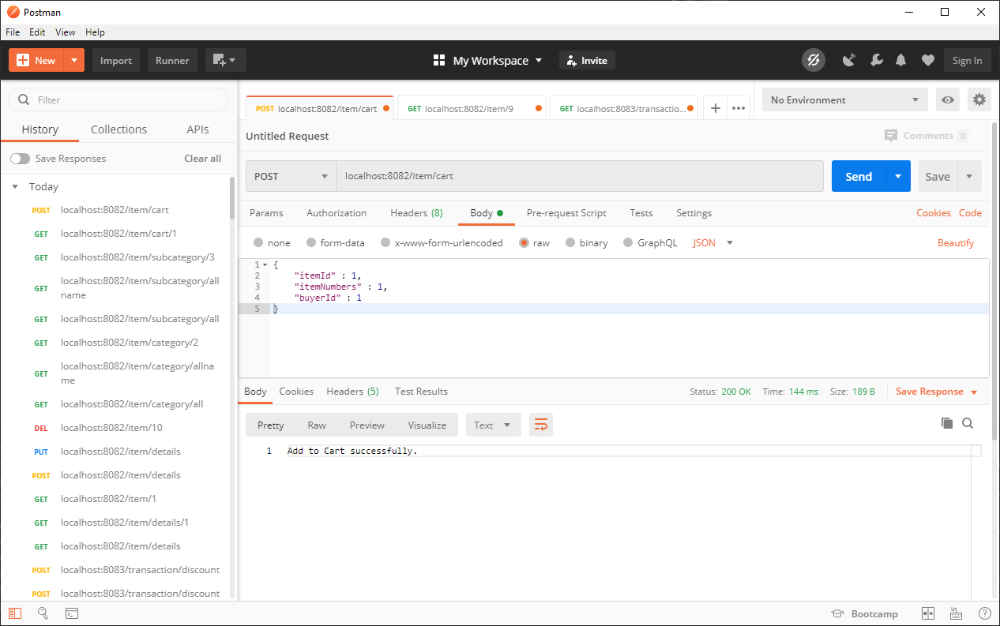 Postman
File Edit View Help
New Import Runner My Workspace Invite Sign In
Filter
History Collections APIs
Save Responses Clear all
Today
POST localhost:8082/item/cart
GET localhost:8082/item/cart/1
GET localhost:8082/item/subcategory/3
GET localhost:8082/item/subcategory/all
name
GET localhost:8082/item/subcategory/all
GET localhost:8082/item/category/2
GET localhost:8082/item/category/allna
me
GET localhost:8082/item/category/all
DEL localhost:8082/item/10
PUT localhost:8082/item/details
POST localhost:8082/item/details
GET localhost:8082/item/1
GET localhost:8082/item/details/1
GET localhost:8082/item/details
POST localhost:8083/transaction/discount
POST localhost:8083/transaction/discount
POST localhost:8082/item/cart GET localhost:8082/item/9 GET localhost:8083/transactio... + •••
No Environment
Untitled Request Comments 0
POST localhost:8082/item/cart Send Save
Params Authorization Headers (8) Body Pre-request Script Tests Settings Cookies Code
none form-data x-www-form-urlencoded raw binary GraphQL JSON Beautify
1 {
2 "itemId" : 1,
3 "itemNumbers" : 1,
4 "buyerId" : 1
5 }
Body Cookies Headers (5) Test Results Status: 200 OK Time: 144 ms Size: 189 B Save Response
Pretty Raw Preview Visualize Text
1 Add to Cart successfully.
Bootcamp